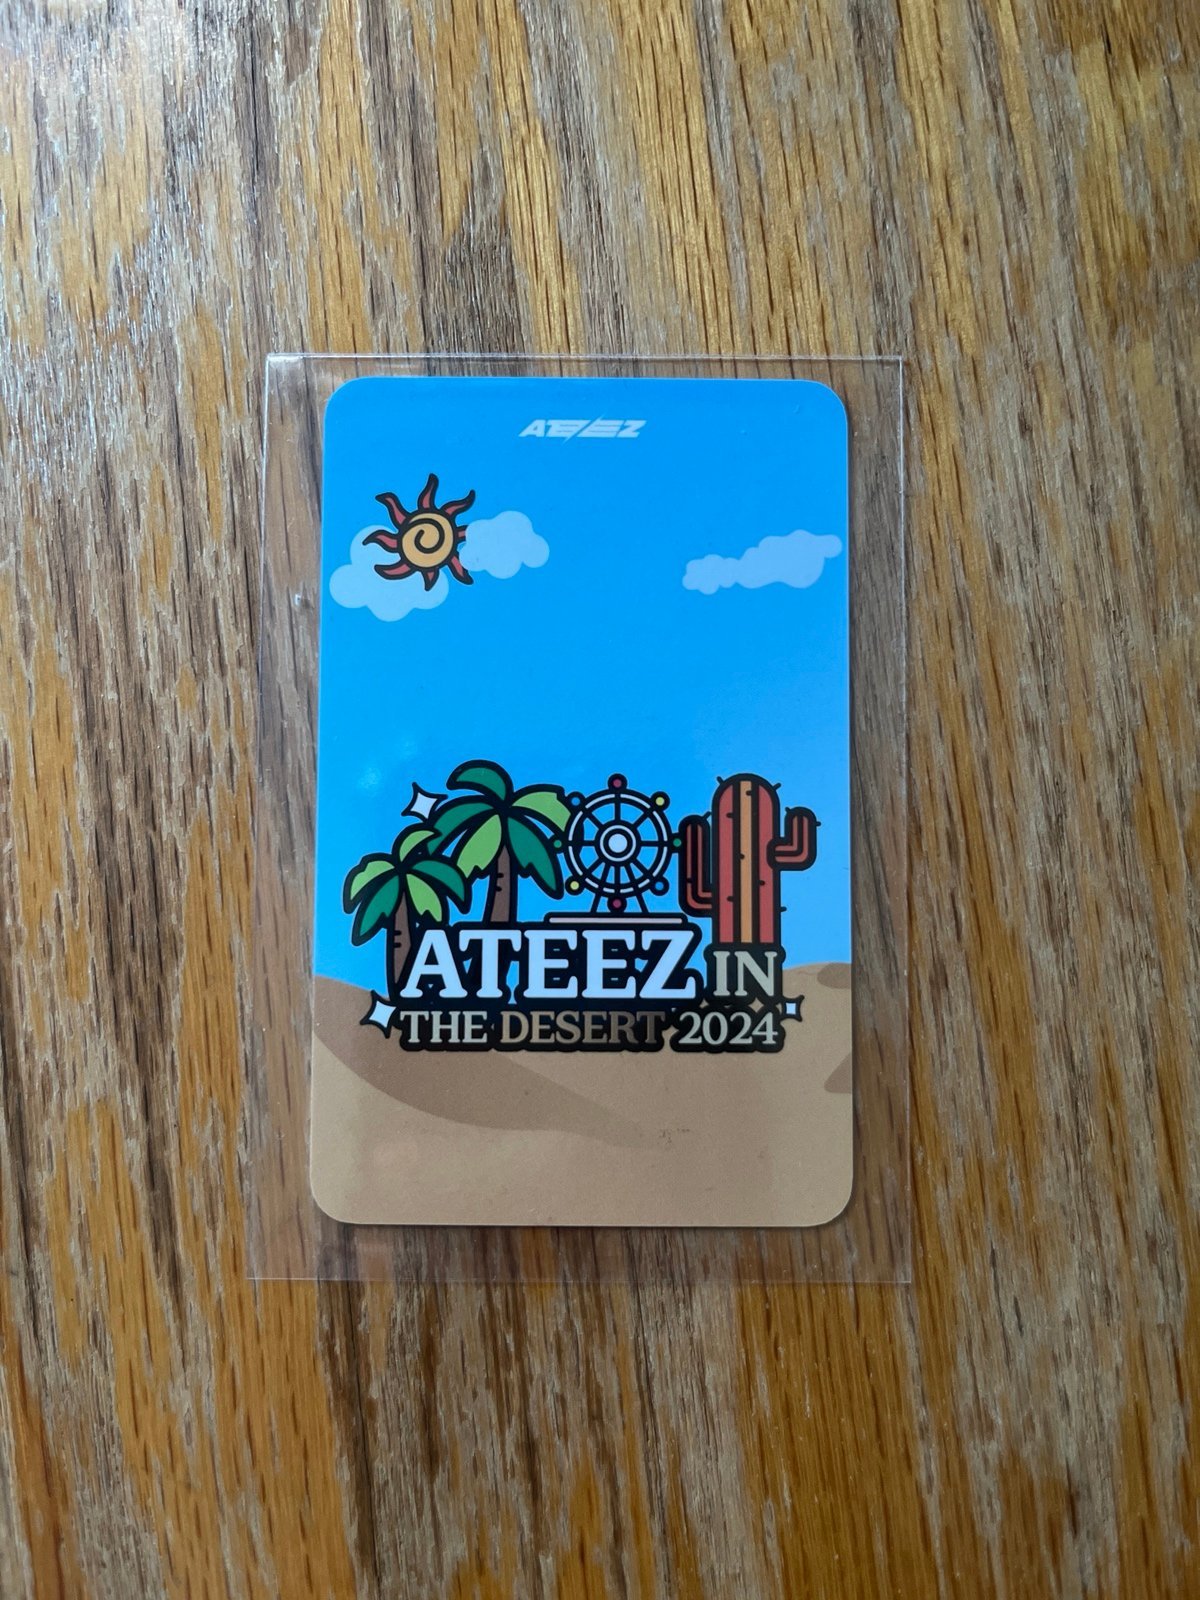 ATEEZ
ATEEZ IN
THE DESERT 2024